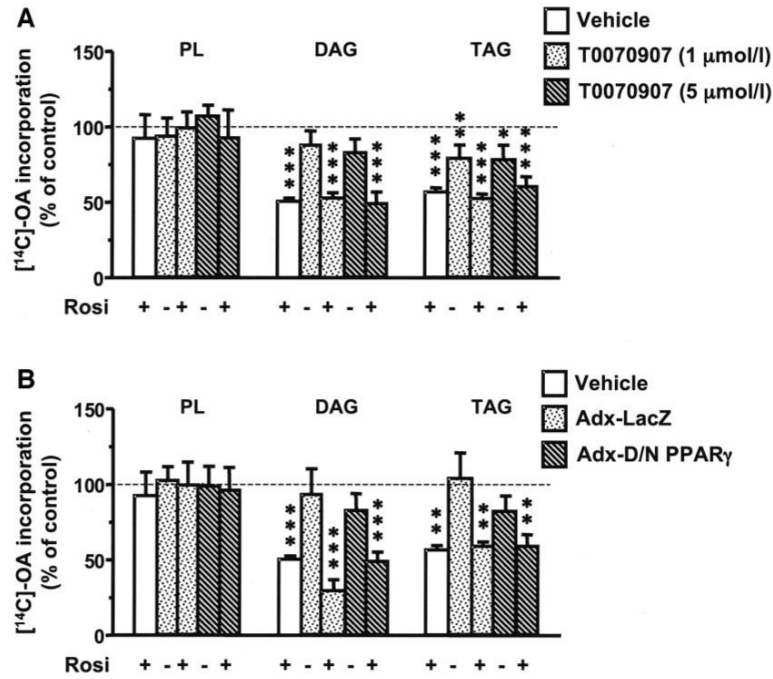 A
Vehicle
T0070907 (1 μmol/l)
T0070907 (5 μmol/l)
PL DAG TAG
[¹⁴C]-OA incorporation
(% of control)
150
100
50
0
*** *** *** *** ** *** * ***
Rosi + - + - + + - + - + + - + - +
B
Vehicle
Adx-LacZ
Adx-D/N PPARγ
PL DAG TAG
[¹⁴C]-OA incorporation
(% of control)
150
100
50
0
*** *** *** ** ** **
Rosi + - + - + + - + - + + - + - +